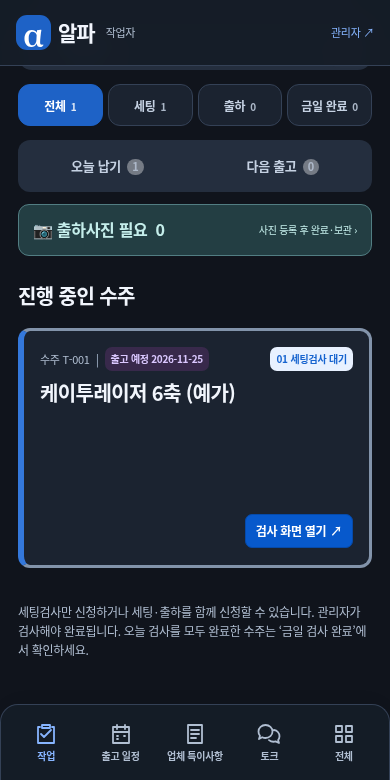 α 알파 작업자 관리자 ↗
전체 1 세팅 1 출하 0 금일 완료 0
오늘 납기 1 다음 출고 0
📷 출하사진 필요 0 사진 등록 후 완료·보관 ›
진행 중인 수주
수주 T-001 | 출고 예정 2026-11-25 01 세팅검사 대기
케이투레이저 6축 (예가)
검사 화면 열기 ↗
세팅검사만 신청하거나 세팅·출하를 함께 신청할 수 있습니다. 관리자가
검사해야 완료됩니다. 오늘 검사를 모두 완료한 수주는 ‘금일 검사 완료’에
서 확인하세요.
작업 출고 일정 업체 특이사항 토크 전체